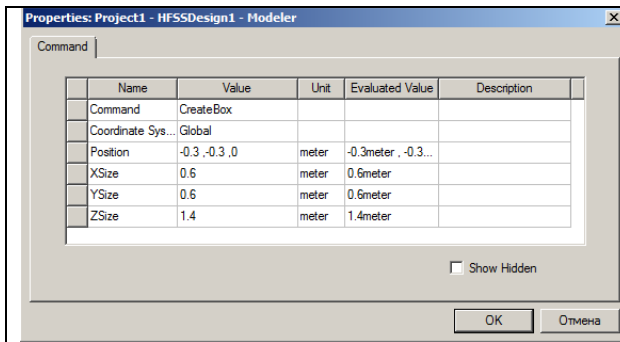 Properties: Project1 - HFSSDesign1 - Modeler
Command
Name Value Unit Evaluated Value Description
Command CreateBox
Coordinate Sys... Global
Position -0.3 ,-0.3 ,0 meter -0.3meter , -0.3...
XSize 0.6 meter 0.6meter
YSize 0.6 meter 0.6meter
ZSize 1.4 meter 1.4meter
Show Hidden
OK Отмена